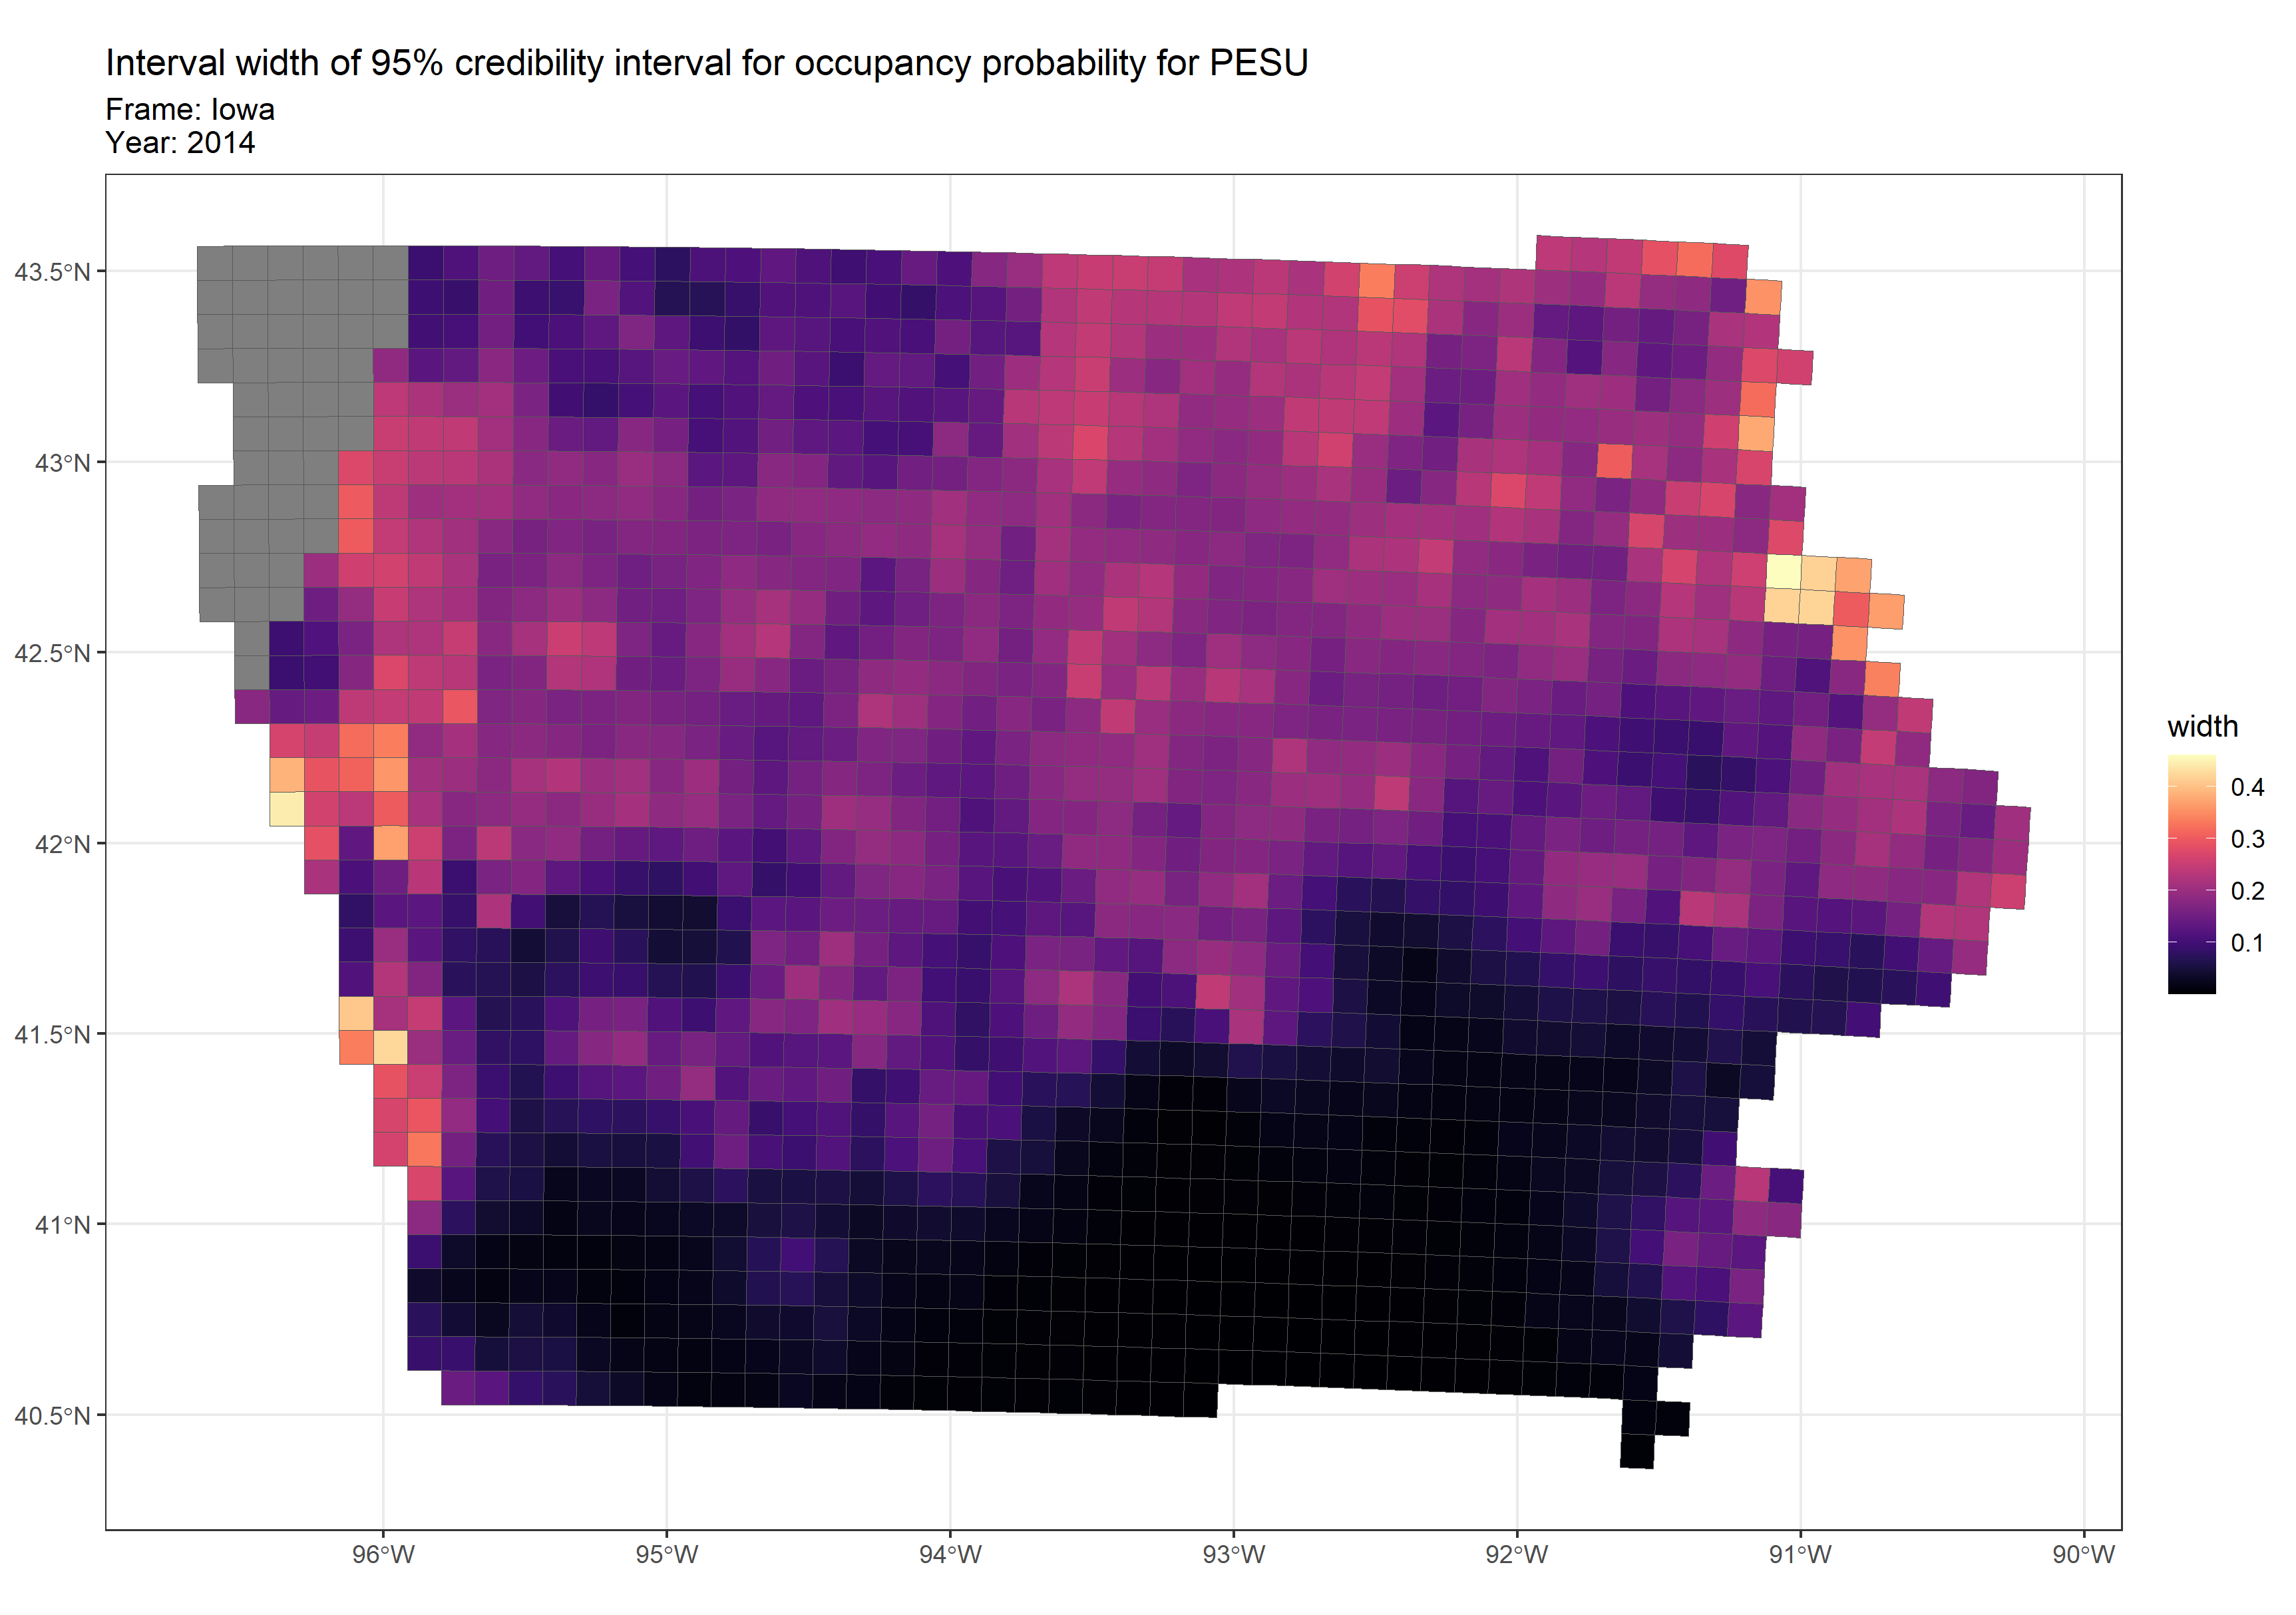 Interval width of 95% credibility interval for occupancy probability for PESU
Frame: Iowa
Year: 2014
43.5°N
43°N
42.5°N
42°N
41.5°N
41°N
40.5°N
96°W
95°W
94°W
93°W
92°W
91°W
90°W
width
0.4
0.3
0.2
0.1